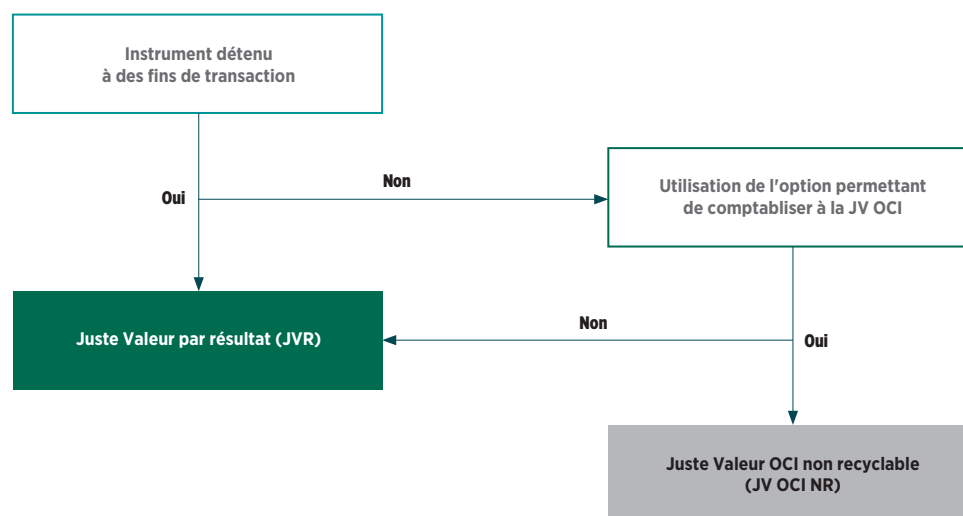 Instrument détenu
à des fins de transaction
Oui
Non
Utilisation de l'option permettant
de comptabliser à la JV OCI
Juste Valeur par résultat (JVR)
Non
Oui
Juste Valeur OCI non recyclable
(JV OCI NR)